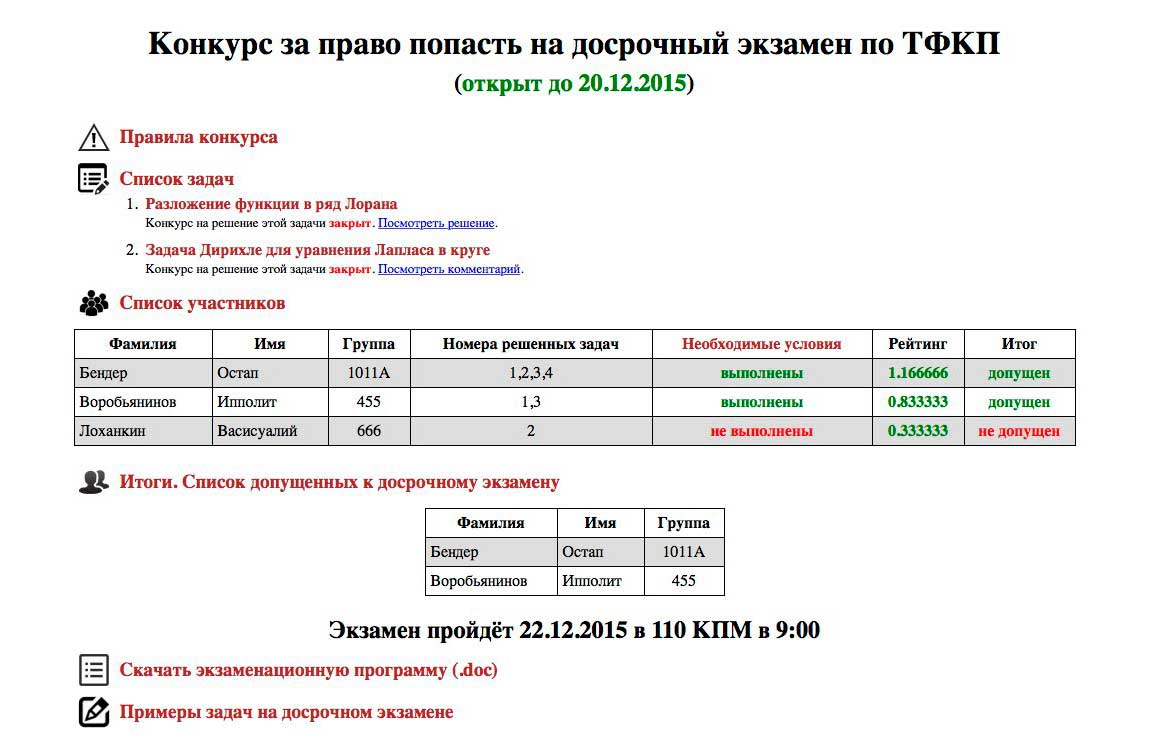 Конкурс за право попасть на досрочный экзамен по ТФКП
(открыт до 20.12.2015)
Правила конкурса
Список задач
1. Разложение функции в ряд Лорана
Конкурс на решение этой задачи закрыт. Посмотреть решение.
2. Задача Дирихле для уравнения Лапласа в круге
Конкурс на решение этой задачи закрыт. Посмотреть комментарий.
Список участников
Фамилия Имя Группа Номера решенных задач Необходимые условия Рейтинг Итог
Бендер Остап 1011А 1,2,3,4 выполнены 1.166666 допущен
Воробьянинов Ипполит 455 1,3 выполнены 0.833333 допущен
Лоханкин Васисуалий 666 2 не выполнены 0.333333 не допущен
Итоги. Список допущенных к досрочному экзамену
Фамилия Имя Группа
Бендер Остап 1011А
Воробьянинов Ипполит 455
Экзамен пройдёт 22.12.2015 в 110 КПМ в 9:00
Скачать экзаменационную программу (.doc)
Примеры задач на досрочном экзамене